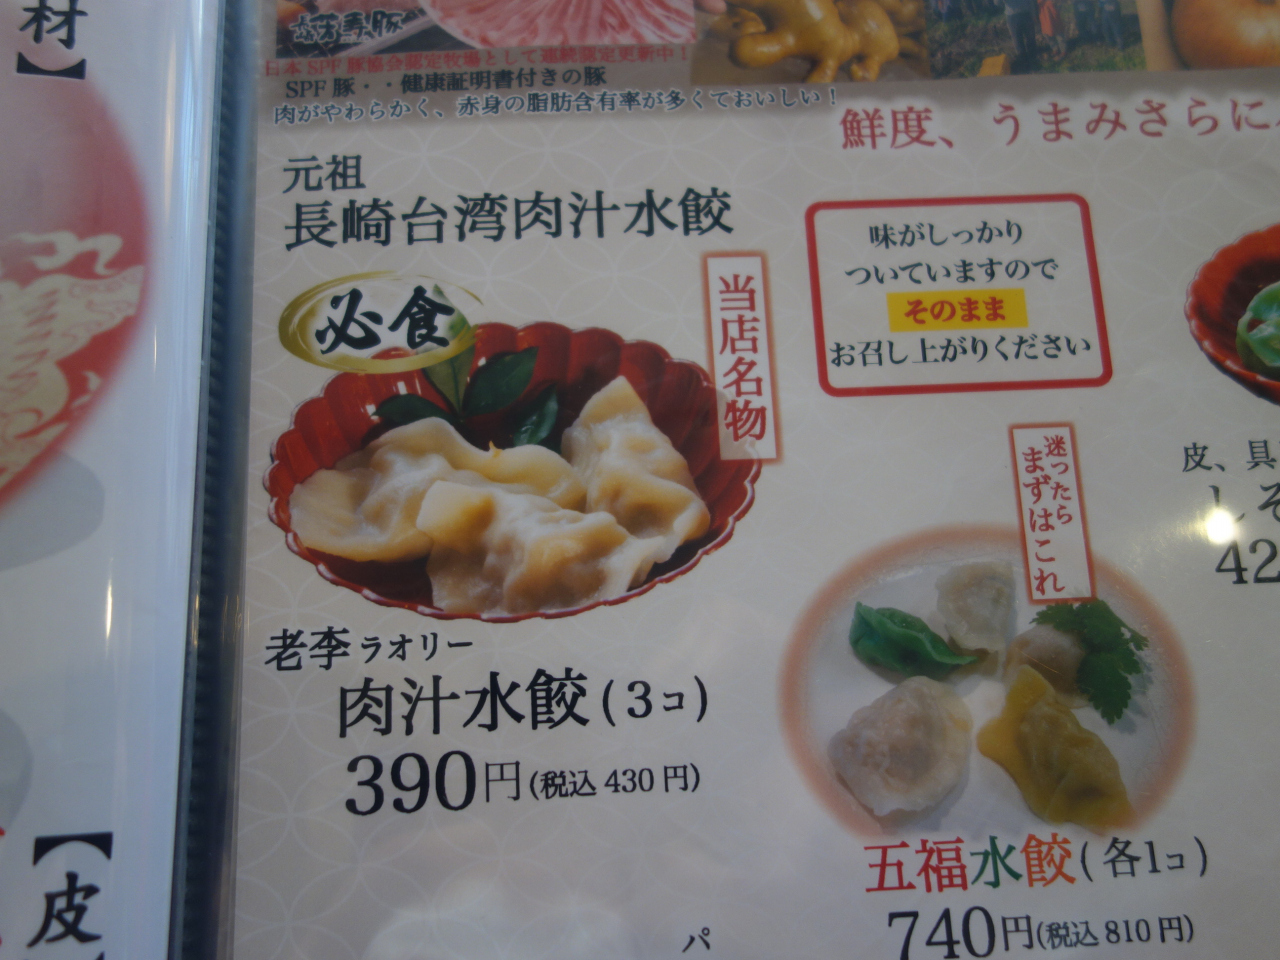 材】
日本SPF豚協会認定牧場として連続認定更新中！
SPF豚・・健康証明書付きの豚
肉がやわらかく、赤身の脂肪含有率が多くておいしい！
鮮度、うまみさらに
元祖
長崎台湾肉汁水餃
必食
当店名物
味がしっかり
ついていますので
そのまま
お召し上がりください
迷ったら
まずはこれ
皮、具
しそ
42
老李ラオリー
肉汁水餃(3コ)
390円(税込430円)
五福水餃(各1コ)
740円(税込810円)
パ
【皮